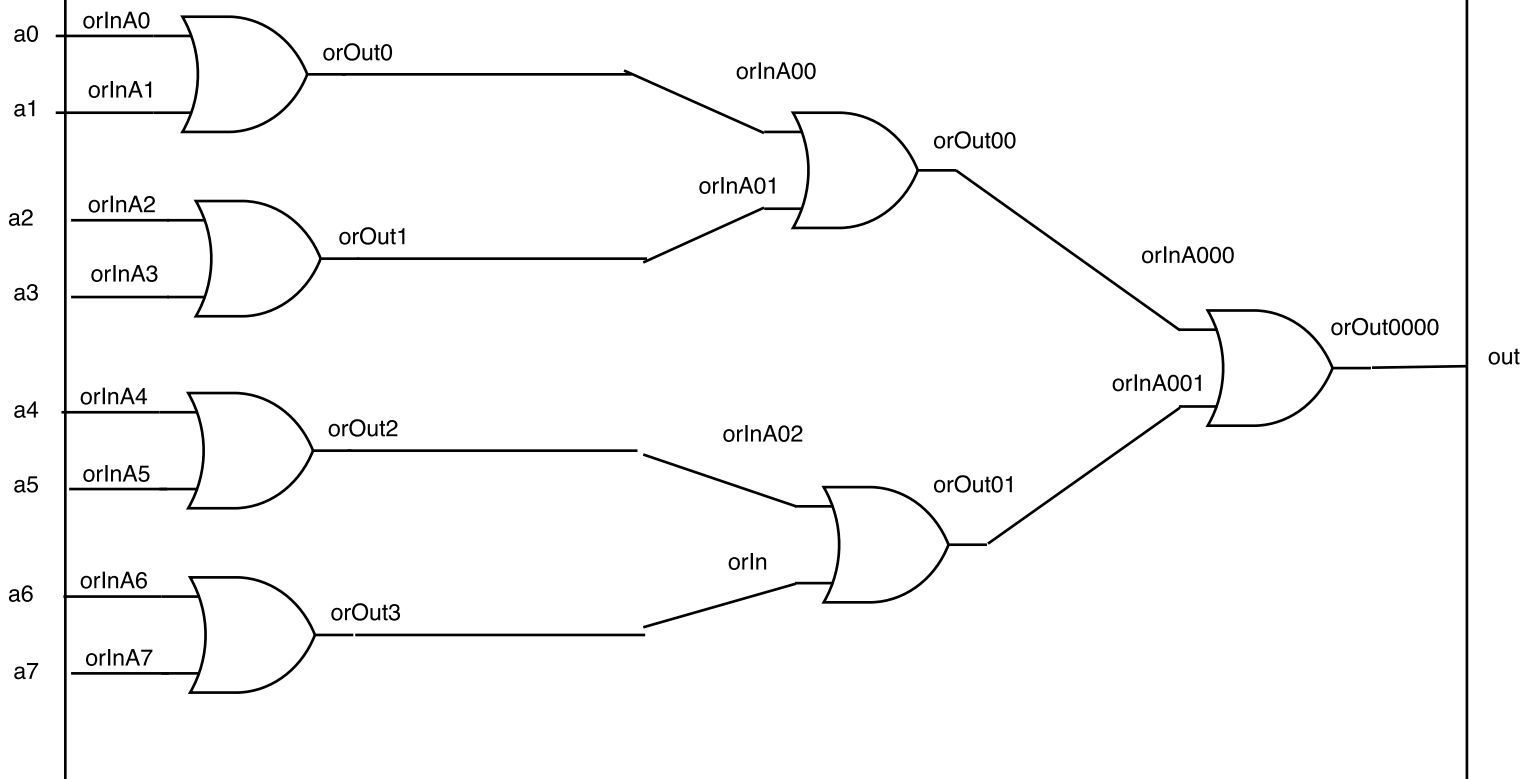 a0
orInA0
orOut0
a1
orInA1
orInA00
orOut00
a2
orInA2
orOut1
orInA01
a3
orInA3
orInA000
orOut0000
out
a4
orInA4
orOut2
orInA02
orInA001
a5
orInA5
orOut01
a6
orInA6
orOut3
orIn
a7
orInA7